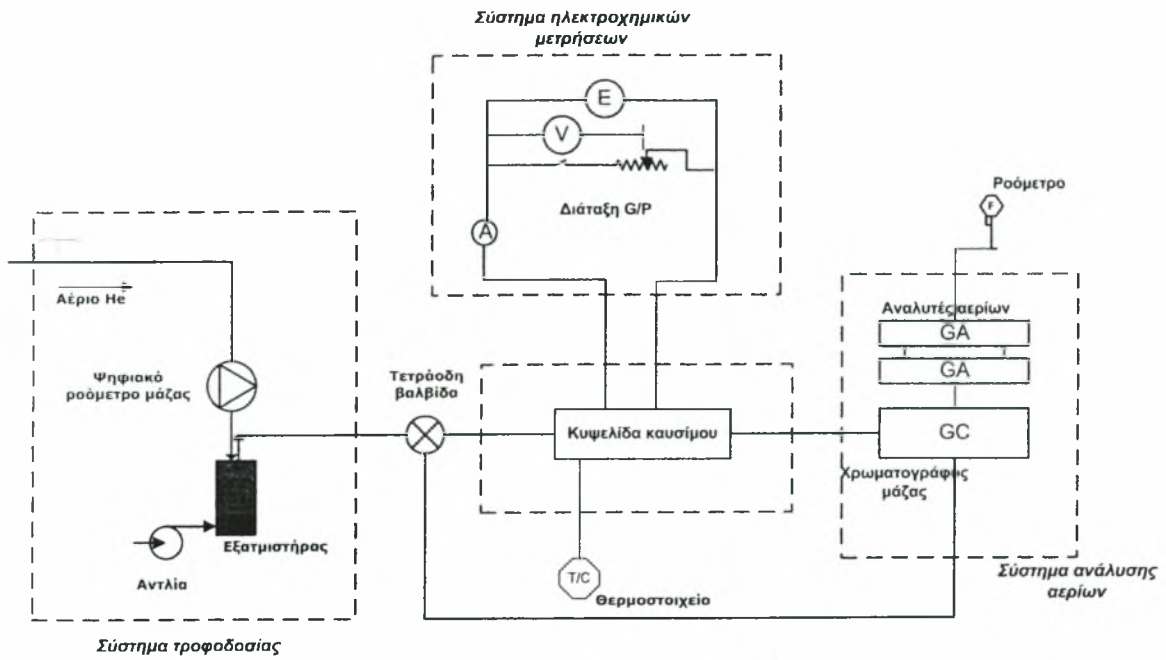 Σύστημα ηλεκτροχημικών
μετρήσεων
E
V
Διάταξη G/P
A
Ροόμετρο
F
Αέριο He
Αναλυτές αερίων
GA
GA
Ψηφιακό
ροόμετρο μάζας
Τετράοδη
βαλβίδα
Κυψελίδα καυσίμου
GC
Χρωματογράφος
μάζας
Εξατμιστήρας
Αντλία
T/C
Θερμοστοιχείο
Σύστημα ανάλυσης
αερίων
Σύστημα τροφοδοσίας